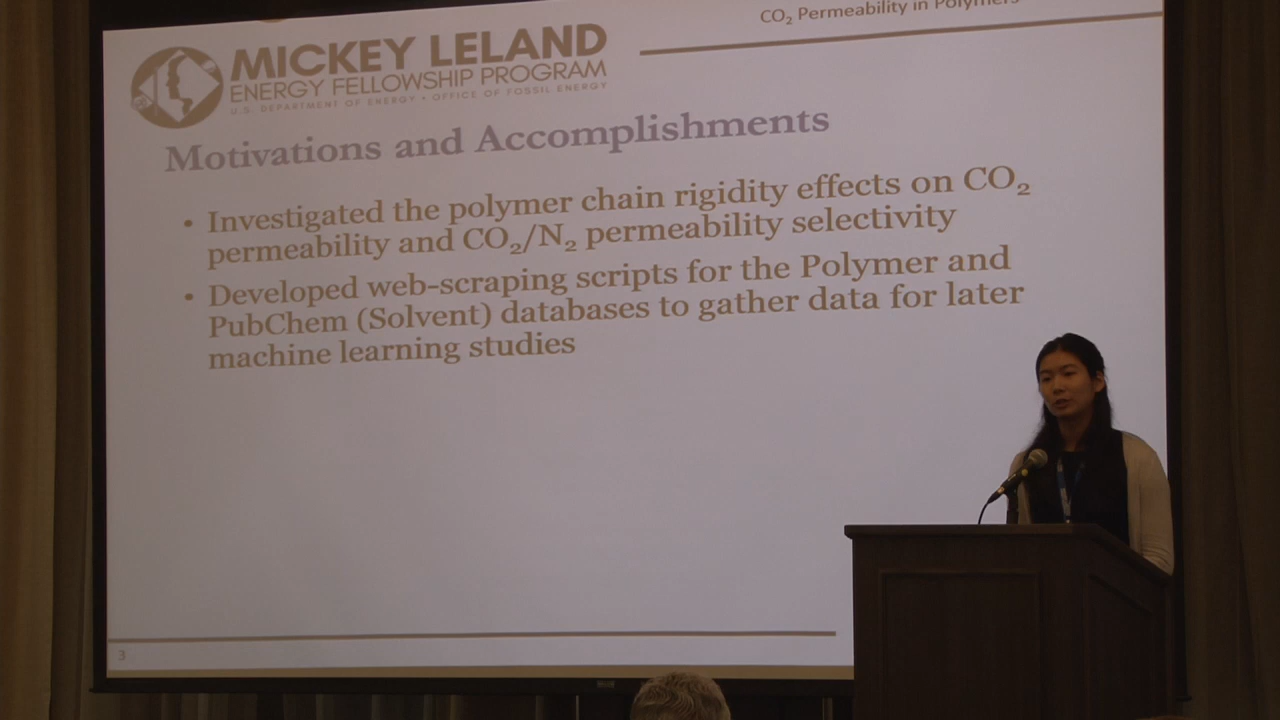 CO₂ Permeability in Polymers
MICKEY LELAND
ENERGY FELLOWSHIP PROGRAM
U.S. DEPARTMENT OF ENERGY • OFFICE OF FOSSIL ENERGY
Motivations and Accomplishments
• Investigated the polymer chain rigidity effects on CO₂
permeability and CO₂/N₂ permeability selectivity
• Developed web-scraping scripts for the Polymer and
PubChem (Solvent) databases to gather data for later
machine learning studies
3